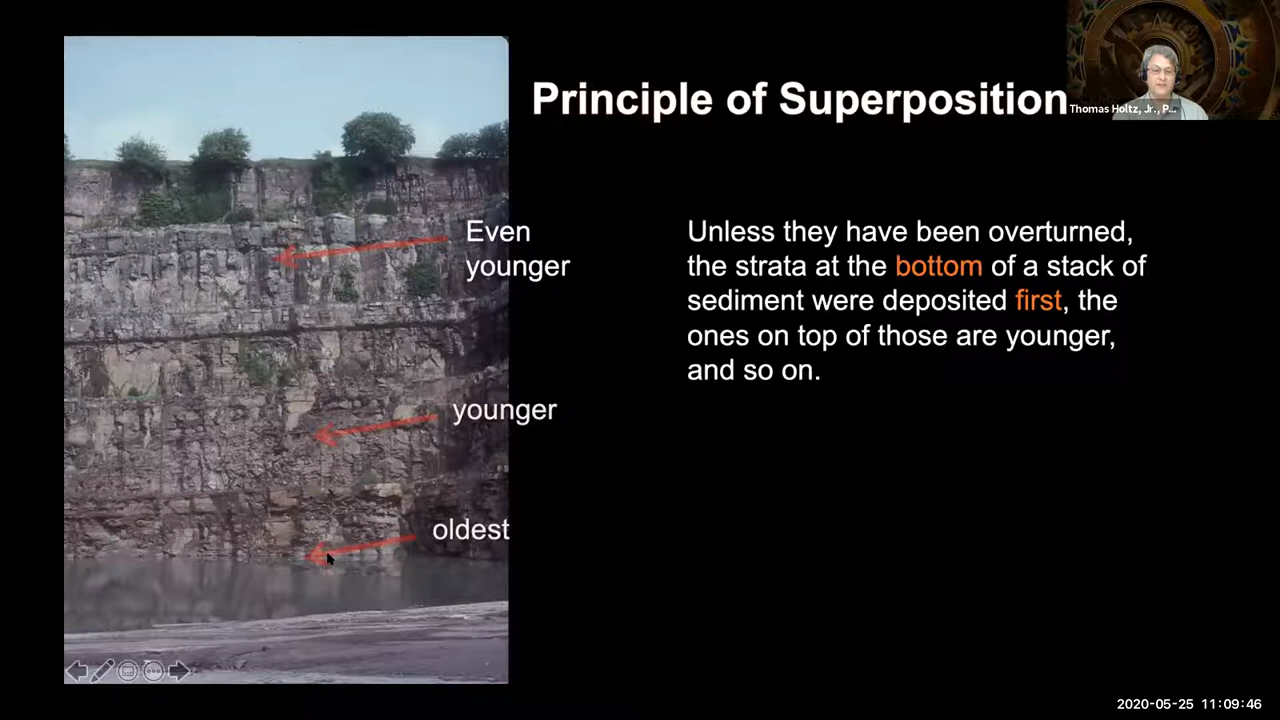 Principle of Superposition
Thomas Holtz, Jr., P...
Even
younger
Unless they have been overturned,
the strata at the bottom of a stack of
sediment were deposited first, the
ones on top of those are younger,
and so on.
younger
oldest
2020-05-25 11:09:46